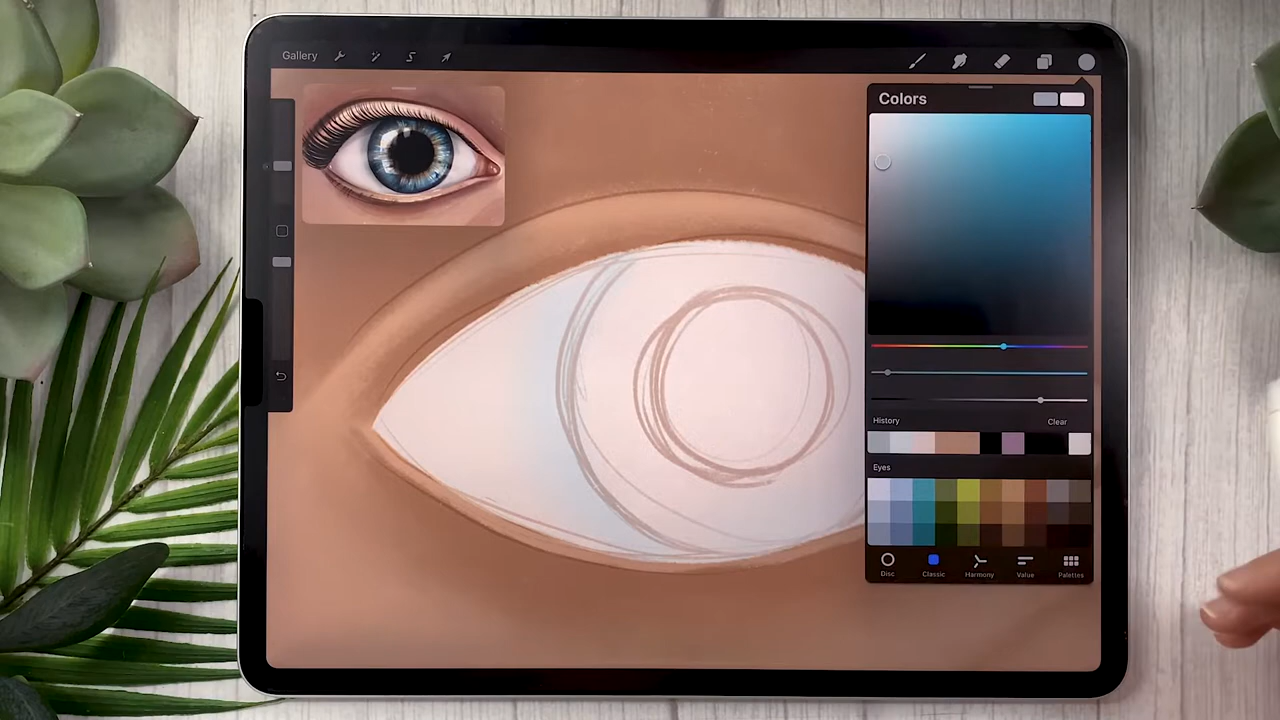 Gallery
Colors
History
Clear
Eyes
Disc
Classic
Harmony
Value
Palettes